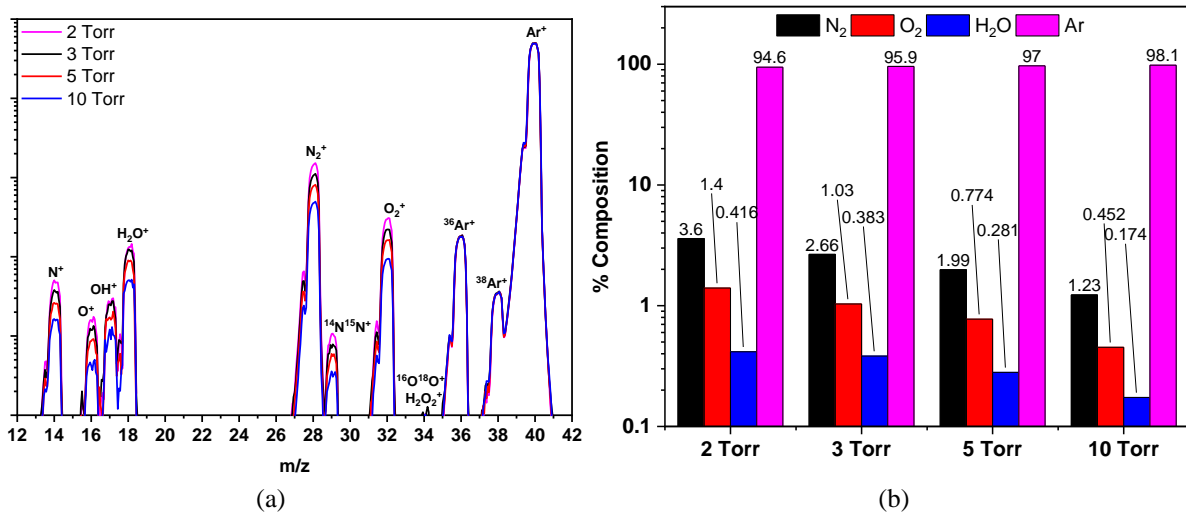 2 Torr
3 Torr
5 Torr
10 Torr
Ar⁺
N₂⁺
O₂⁺
H₂O⁺
³⁶Ar⁺
N⁺
OH⁺
³⁸Ar⁺
O⁺
¹⁴N¹⁵N⁺
¹⁶O¹⁸O⁺
H₂O₂⁺
12 14 16 18 20 22 24 26 28 30 32 34 36 38 40 42
m/z
(a)
N₂ O₂ H₂O Ar
% Composition
100
10
1
0.1
94.6 95.9 97 98.1
1.4 1.03 0.774 0.452
0.416 0.383 0.281 0.174
3.6 2.66 1.99 1.23
2 Torr 3 Torr 5 Torr 10 Torr
(b)